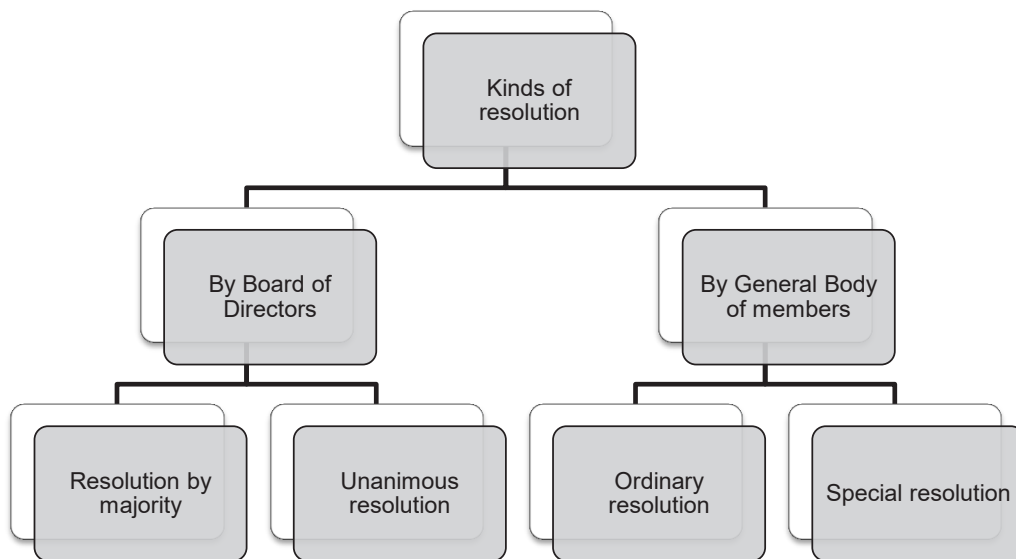 Kinds of
resolution
By Board of
Directors
By General Body
of members
Resolution by
majority
Unanimous
resolution
Ordinary
resolution
Special resolution